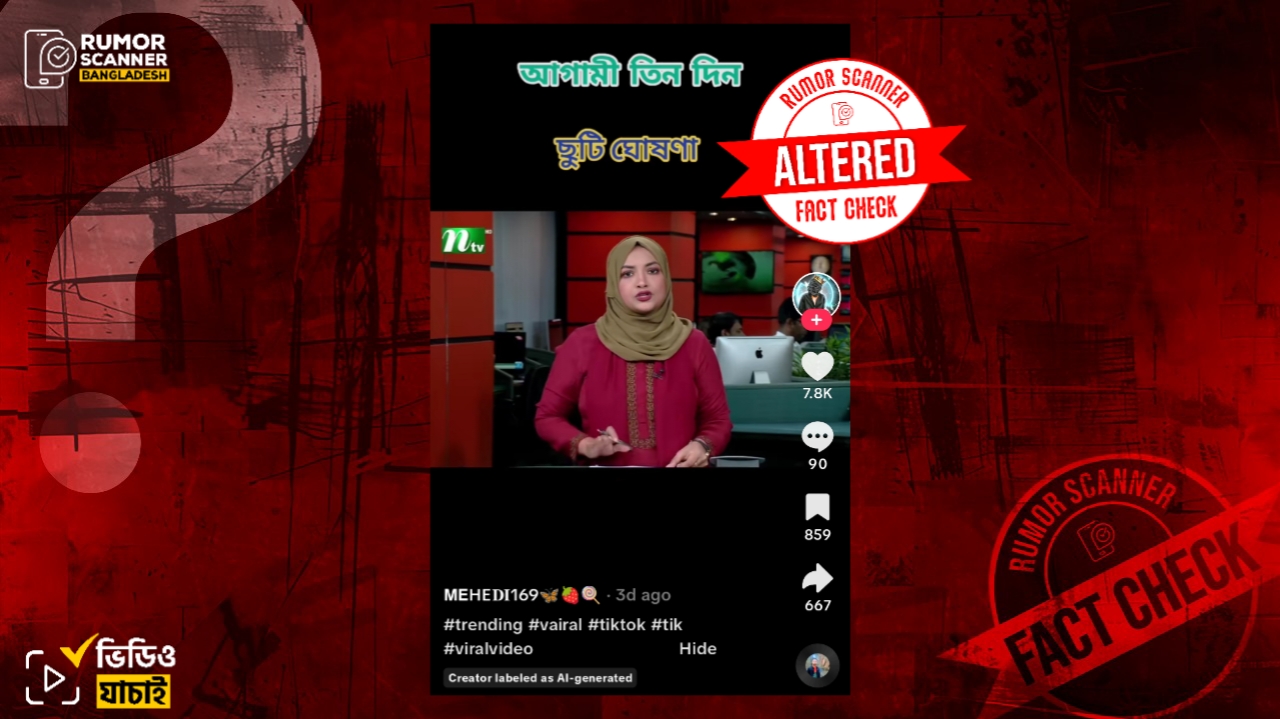 RUMOR
SCANNER
BANGLADESH
আগামী তিন দিন
ছুটি ঘোষণা
RUMOR SCANNER
ALTERED
FACT CHECK
ntv
7.8K
90
859
667
MEHEDI169🦋🍓🍭 · 3d ago
#trending #vairal #tiktok #tik
#viralvideo Hide
Creator labeled as AI-generated
ভিডিও
যাচাই
RUMOR SCANNER
FACT CHECK